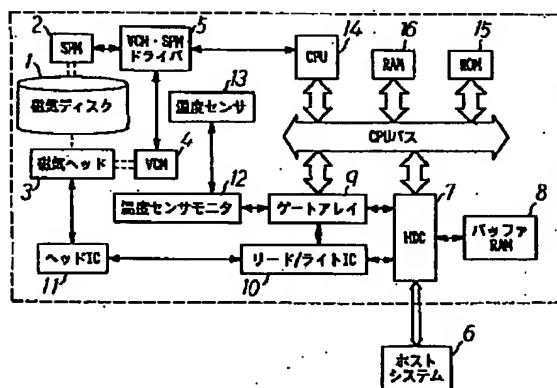 5
2
SPM
VCM・SPM
ドライバ
14
CPU
16
RAM
15
ROM
1
磁気ディスク
13
温度センサ
CPUバス
磁気ヘッド
3
VCM
4
12
温度センサモニタ
9
ゲートアレイ
7
HDC
8
バッファ
RAM
ヘッドIC
11
リード/ライトIC
10
6
ホスト
システム